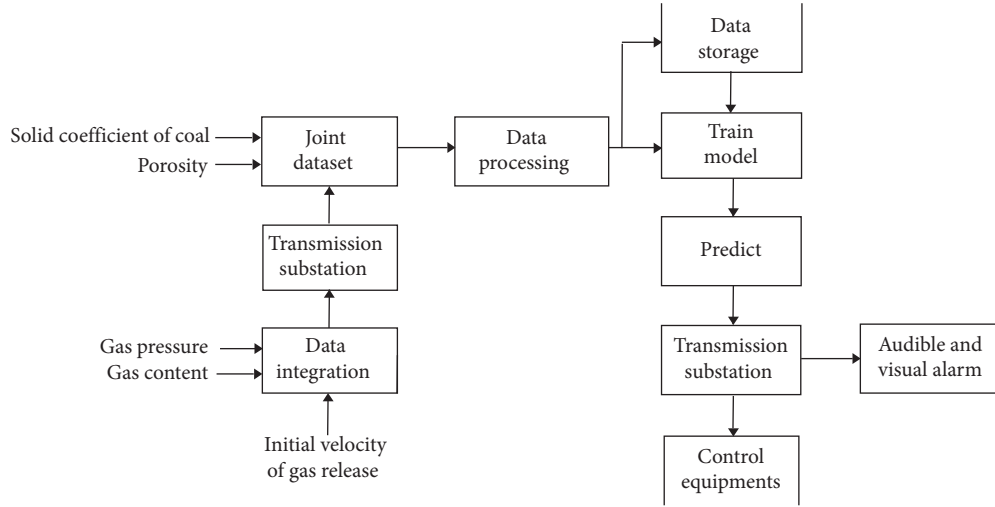 Data
storage
Solid coefficient of coal
Porosity
Joint
dataset
Data
processing
Train
model
Transmission
substation
Predict
Gas pressure
Gas content
Data
integration
Transmission
substation
Audible and
visual alarm
Initial velocity
of gas release
Control
equipments